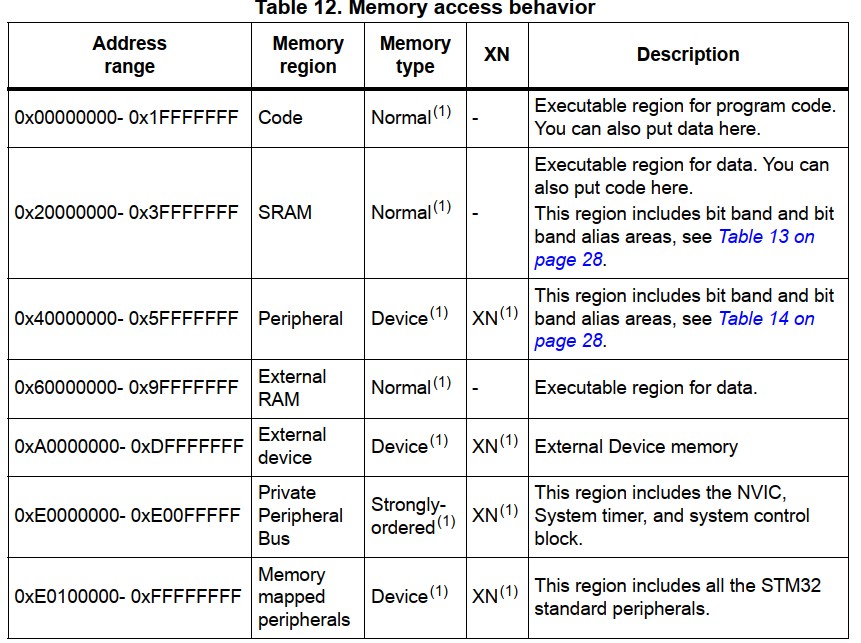 Table 12. Memory access behavior
Address
range
Memory
region
Memory
type
XN
Description
0x00000000- 0x1FFFFFFF
Code
Normal(1)
-
Executable region for program code.
You can also put data here.
0x20000000- 0x3FFFFFFF
SRAM
Normal(1)
-
Executable region for data. You can
also put code here.
This region includes bit band and bit
band alias areas, see Table 13 on
page 28.
0x40000000- 0x5FFFFFFF
Peripheral
Device(1)
XN(1)
This region includes bit band and bit
band alias areas, see Table 14 on
page 28.
0x60000000- 0x9FFFFFFF
External
RAM
Normal(1)
-
Executable region for data.
0xA0000000- 0xDFFFFFFF
External
device
Device(1)
XN(1)
External Device memory
0xE0000000- 0xE00FFFFF
Private
Peripheral
Bus
Strongly-
ordered(1)
XN(1)
This region includes the NVIC,
System timer, and system control
block.
0xE0100000- 0xFFFFFFFF
Memory
mapped
peripherals
Device(1)
XN(1)
This region includes all the STM32
standard peripherals.